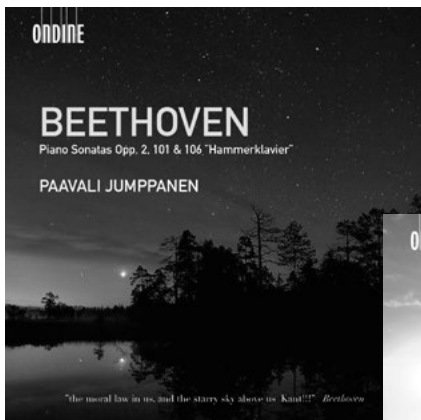 ONDINE
BEETHOVEN
Piano Sonatas Opp. 2, 101 & 106 "Hammerklavier"
PAAVALI JUMPPANEN
"the moral law in us, and the starry sky above us Kant!!!" Beethoven